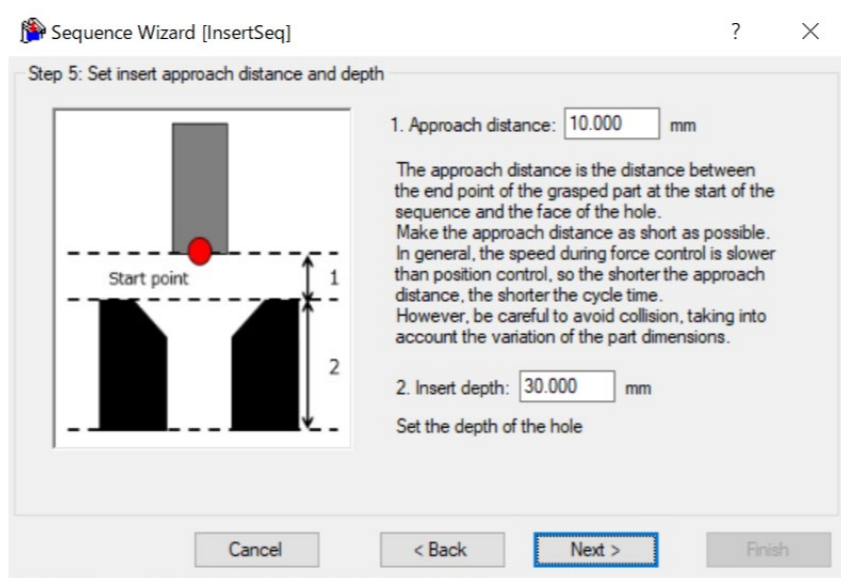 Sequence Wizard [InsertSeq]
?
Step 5: Set insert approach distance and depth
1. Approach distance: 10.000 mm
The approach distance is the distance between
the end point of the grasped part at the start of the
sequence and the face of the hole.
Make the approach distance as short as possible.
In general, the speed during force control is slower
than position control, so the shorter the approach
distance, the shorter the cycle time.
However, be careful to avoid collision, taking into
account the variation of the part dimensions.
Start point
1
2
2. Insert depth: 30.000 mm
Set the depth of the hole
Cancel
< Back
Next >
Finish